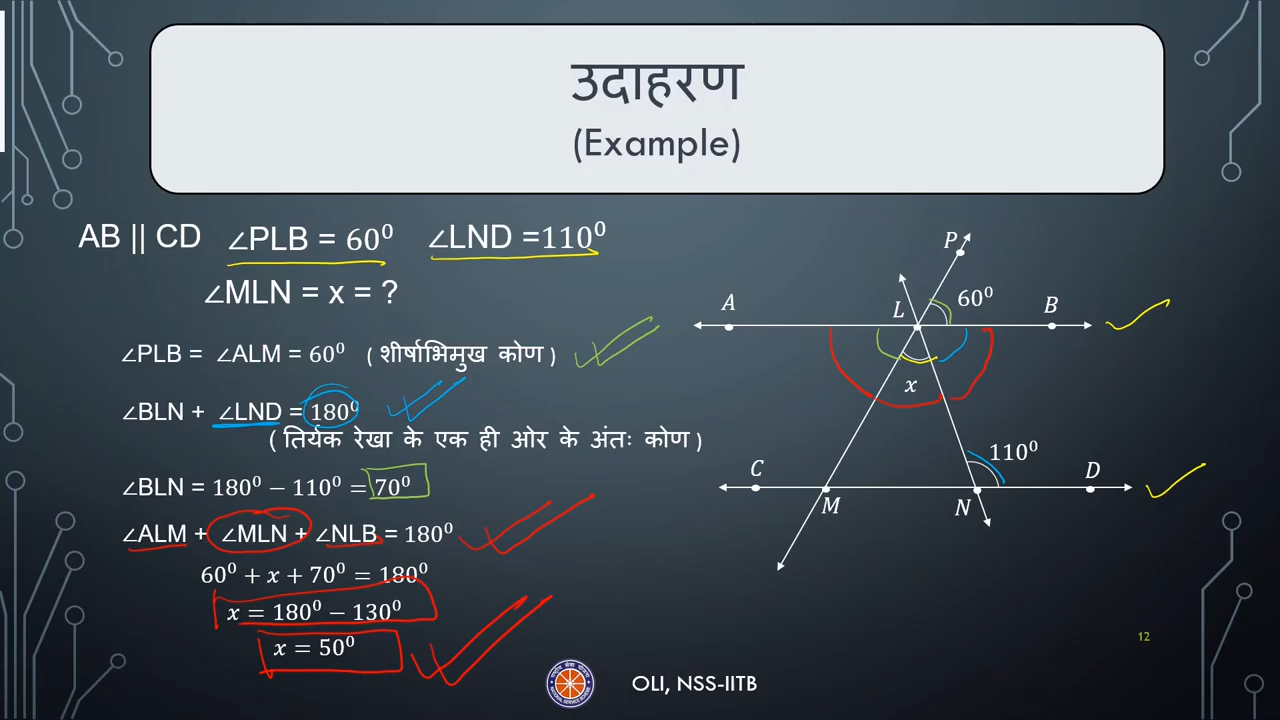 उदाहरण
(Example)
AB || CD ∠PLB = 60⁰ ∠LND =110⁰
∠MLN = x = ?
∠PLB = ∠ALM = 60⁰ ( शीर्षाभिमुख कोण )
∠BLN + ∠LND = 180⁰
( तिर्यक रेखा के एक ही ओर के अंतः कोण )
∠BLN = 180⁰ − 110⁰ = 70⁰
∠ALM + ∠MLN + ∠NLB = 180⁰
60⁰ + x + 70⁰ = 180⁰
x = 180⁰ − 130⁰
x = 50⁰
P
A L 60⁰ B
x
C 110⁰ D
M N
12
OLI, NSS-IITB